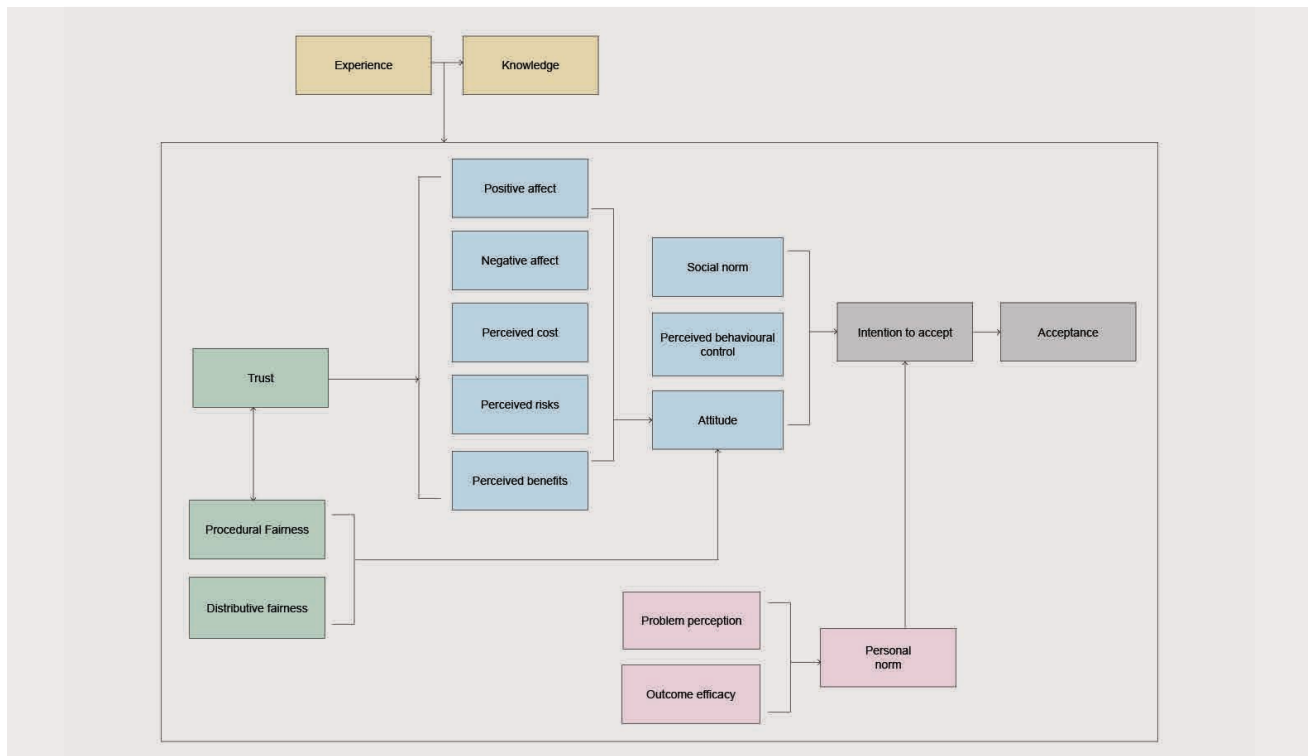 Experience
Knowledge
Positive affect
Negative affect
Social norm
Perceived cost
Intention to accept
Acceptance
Perceived behavioural
control
Trust
Perceived risks
Attitude
Perceived benefits
Procedural Fairness
Distributive fairness
Problem perception
Personal
norm
Outcome efficacy